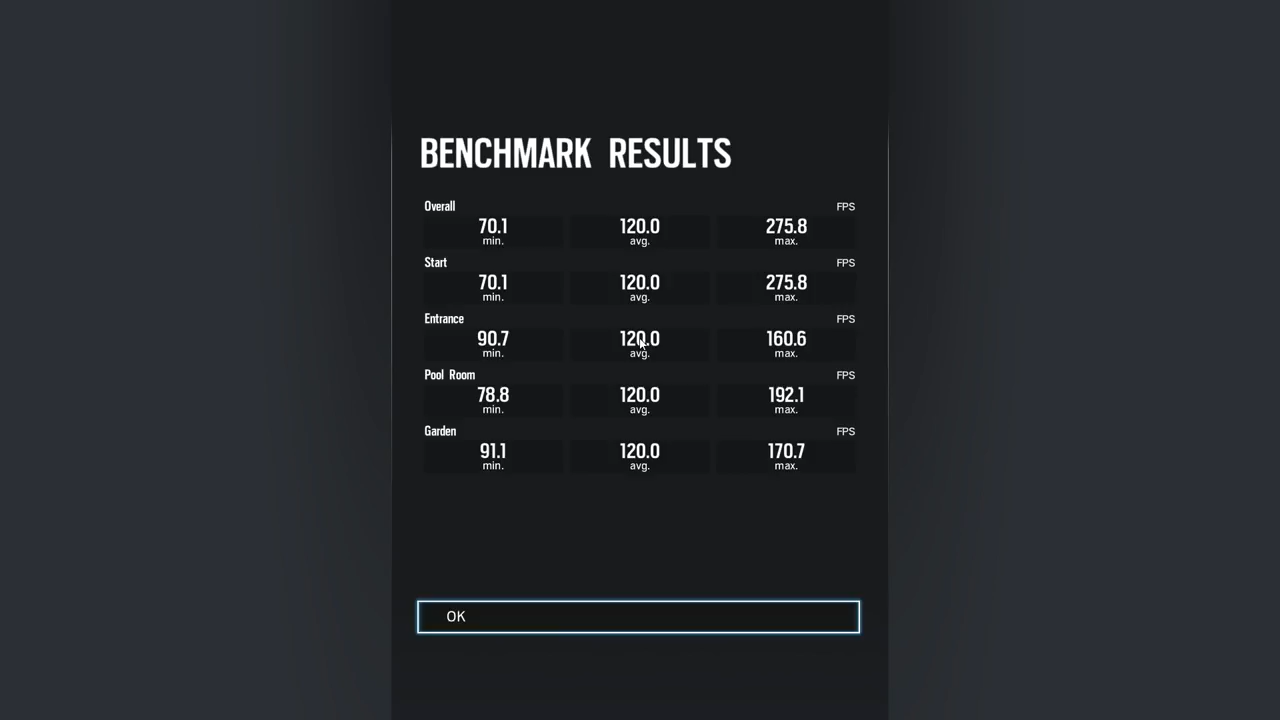 BENCHMARK RESULTS
Overall FPS
70.1 120.0 275.8
min. avg. max.
Start FPS
70.1 120.0 275.8
min. avg. max.
Entrance FPS
90.7 120.0 160.6
min. avg. max.
Pool Room FPS
78.8 120.0 192.1
min. avg. max.
Garden FPS
91.1 120.0 170.7
min. avg. max.
OK